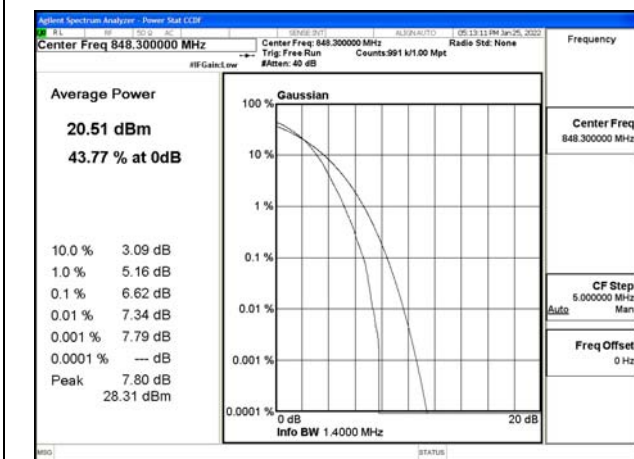 Agilent Spectrum Analyzer - Power Stat CCDF
RL RF 50 Ω AC SENSE:INT ALIGN AUTO 05:13:11 PM Jan 25, 2022
Center Freq 848.300000 MHz
Center Freq: 848.300000 MHz Radio Std: None
Trig: Free Run Counts:991 k/1.00 Mpt
#IFGain:Low #Atten: 40 dB
Frequency
Average Power
20.51 dBm
43.77 % at 0dB
10.0 % 3.09 dB
1.0 % 5.16 dB
0.1 % 6.62 dB
0.01 % 7.34 dB
0.001 % 7.79 dB
0.0001 % --- dB
Peak 7.80 dB
28.31 dBm
Gaussian
100 %
10 %
1 %
0.1 %
0.01 %
0.001 %
0.0001 %
0 dB 20 dB
Info BW 1.4000 MHz
Center Freq
848.300000 MHz
CF Step
5.000000 MHz
Auto Man
Freq Offset
0 Hz
MSG STATUS